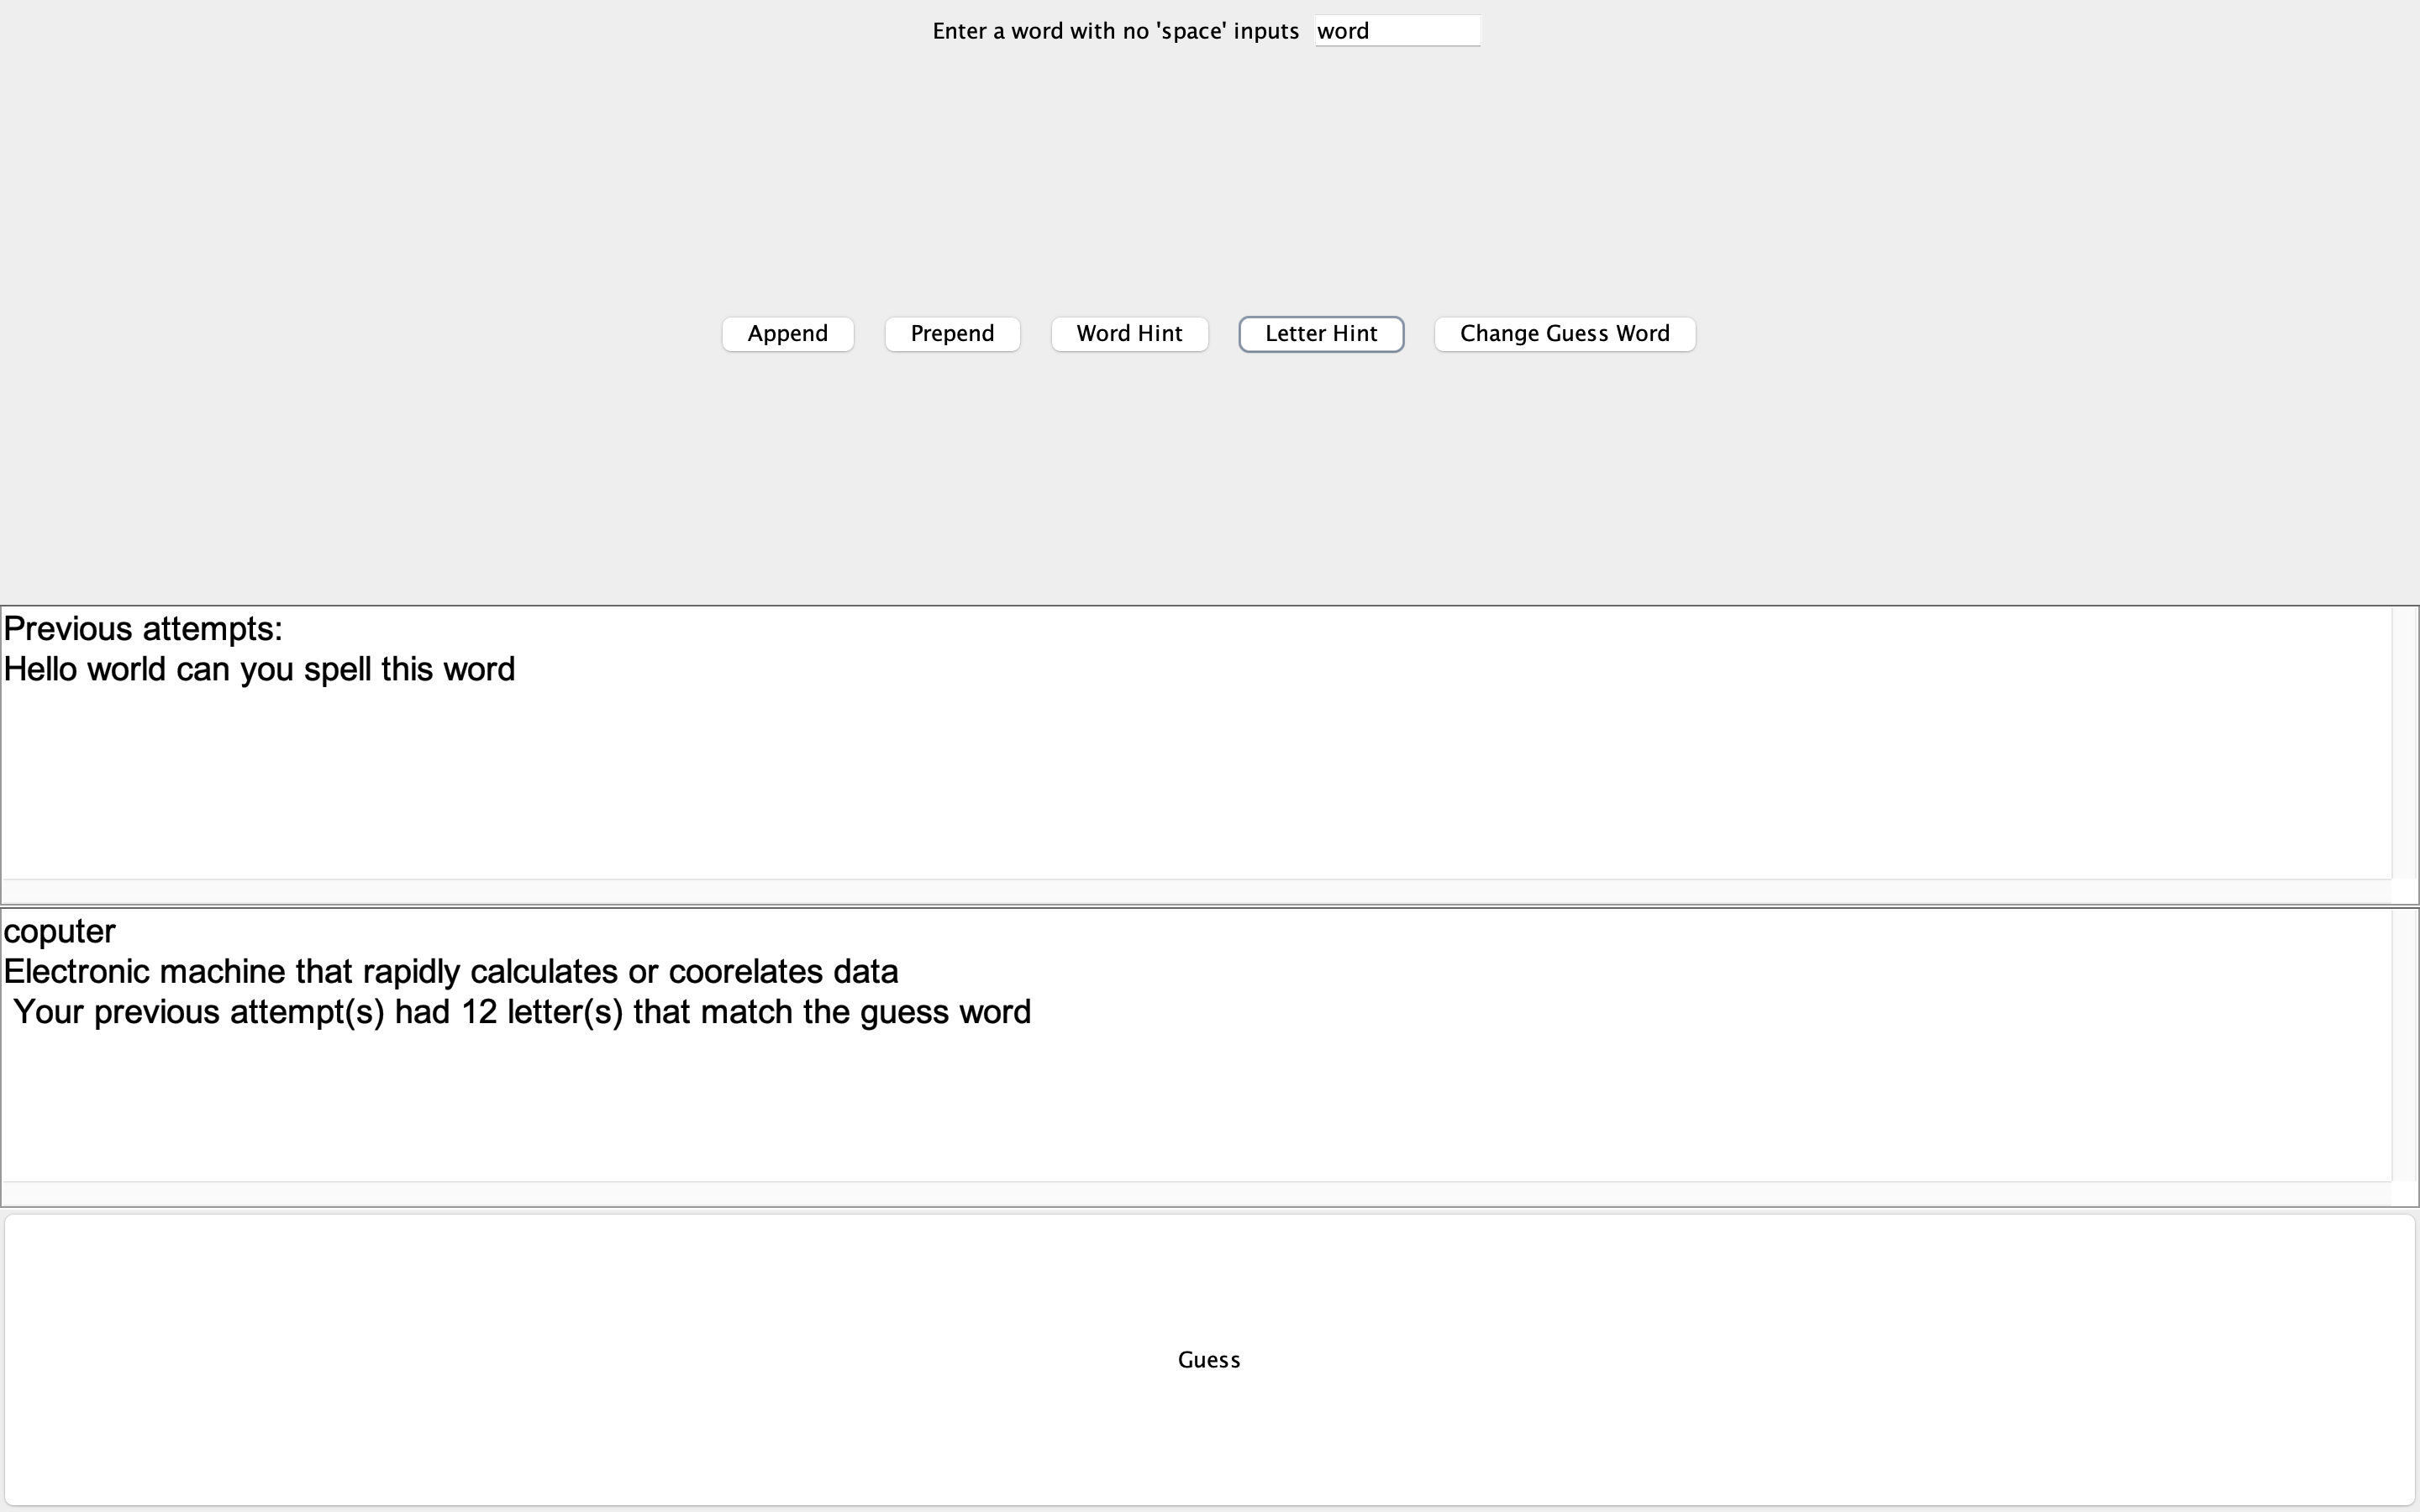 Enter a word with no 'space' inputs word
Append Prepend Word Hint Letter Hint Change Guess Word
Previous attempts:
Hello world can you spell this word
coputer
Electronic machine that rapidly calculates or coorelates data
Your previous attempt(s) had 12 letter(s) that match the guess word
Guess